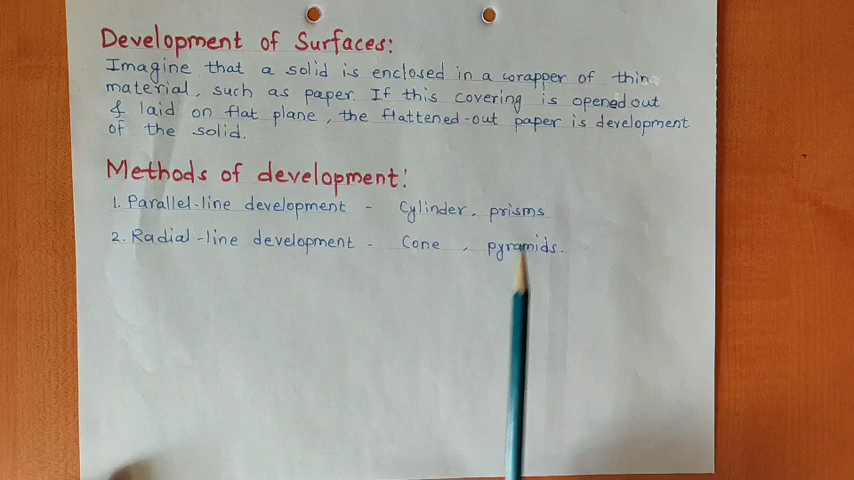 Development of Surfaces:
Imagine that a solid is enclosed in a wrapper of thin
material, such as paper. If this covering is opened out
& laid on flat plane, the flattened-out paper is development
of the solid.
Methods of development:
1. Parallel-line development - Cylinder, prisms
2. Radial-line development - Cone, pyramids.